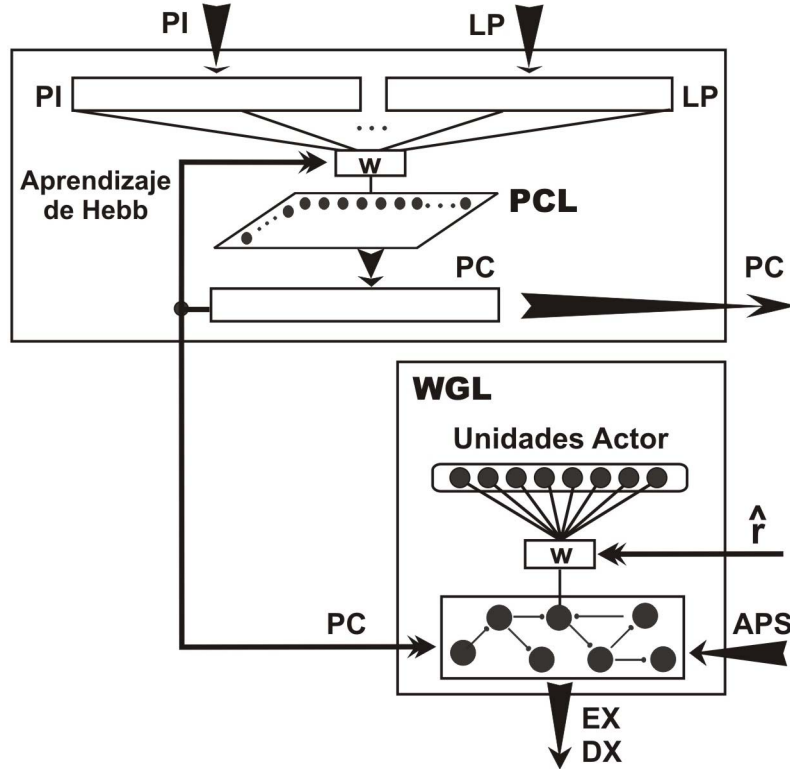 PI
LP
PI
LP
. . .
w
Aprendizaje
de Hebb
PCL
PC
PC
WGL
Unidades Actor
w
r̂
PC
APS
EX
DX